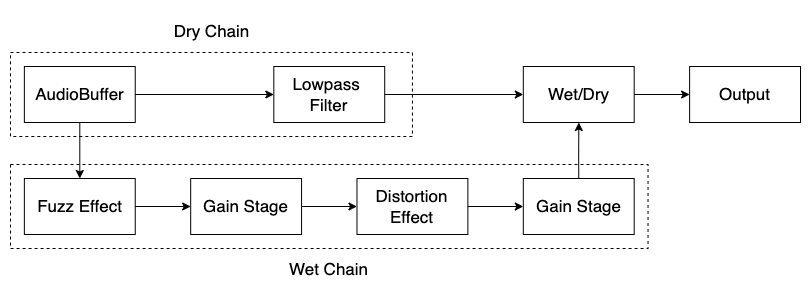 Dry Chain
AudioBuffer
Lowpass
Filter
Wet/Dry
Output
Fuzz Effect
Gain Stage
Distortion
Effect
Gain Stage
Wet Chain